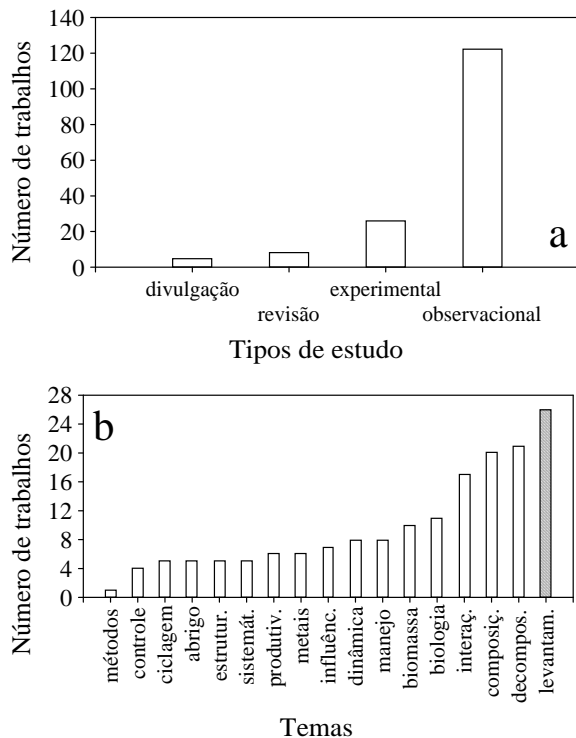 140
120
100
80
60
40
20
0
Número de trabalhos
a
divulgação
experimental
revisão
observacional
Tipos de estudo
b
28
24
20
16
12
8
4
0
Número de trabalhos
métodos
controle
ciclagem
abrigo
estrutur.
sistemát.
produtiv.
metais
influênc.
dinâmica
manejo
biomassa
biologia
interaç.
composiç.
decompos.
levantam.
Temas